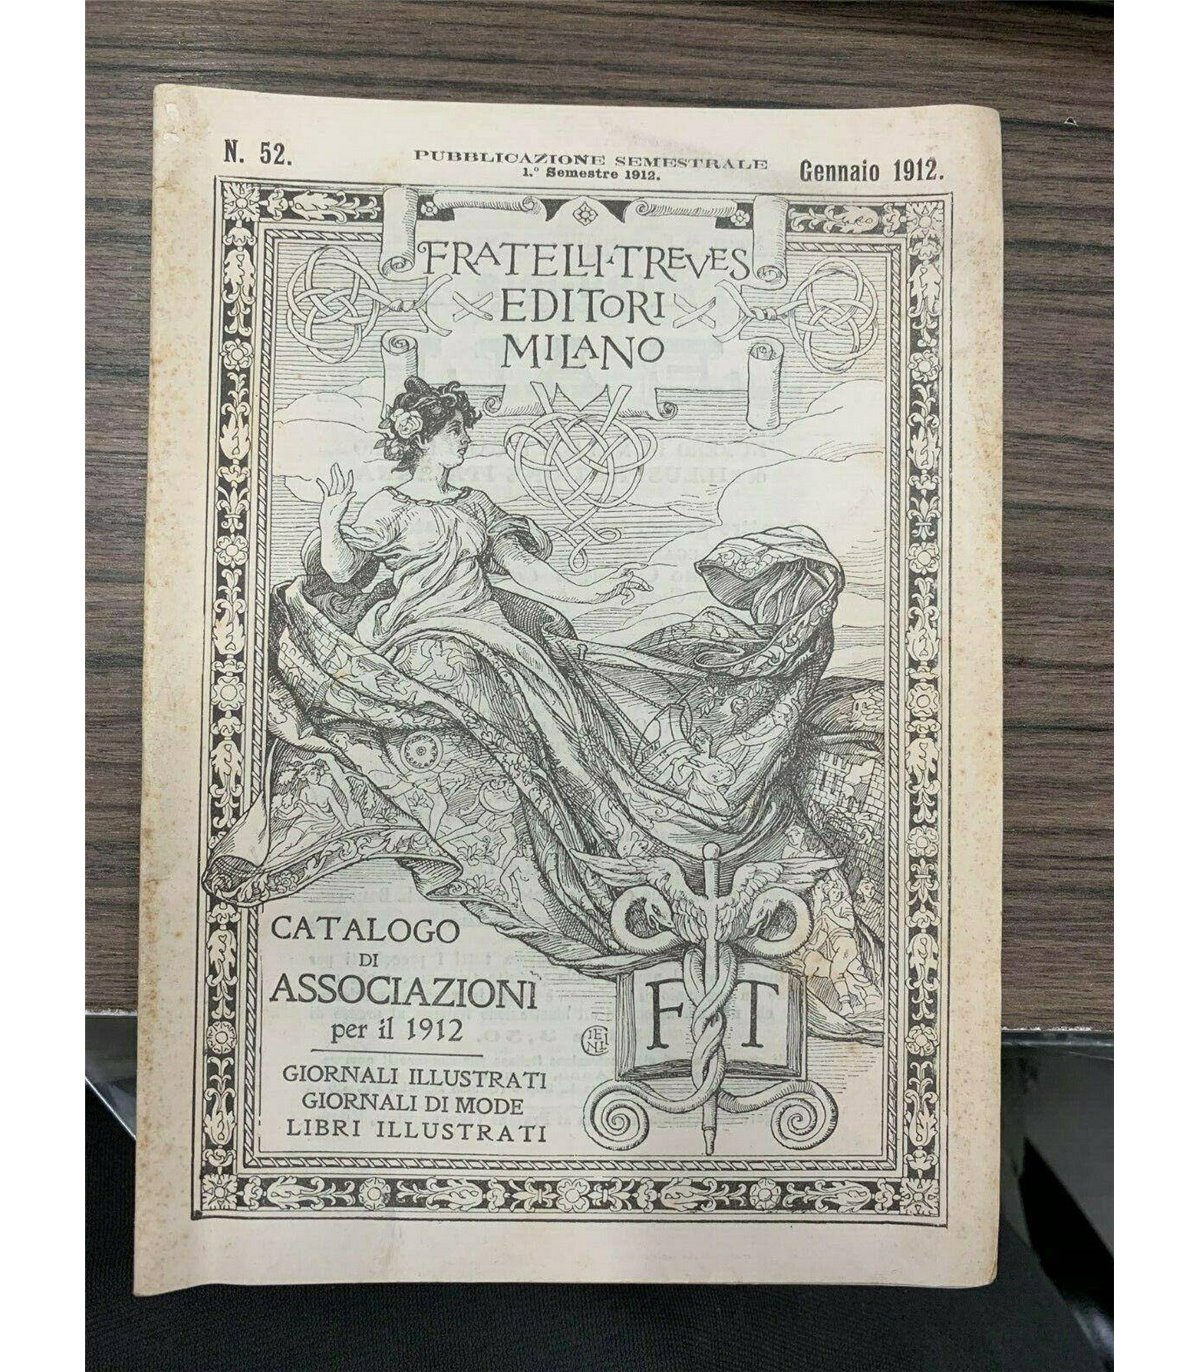 N. 52.
PUBBLICAZIONE SEMESTRALE
1.º Semestre 1912.
Gennaio 1912.
FRATELLI·TREVES
EDITORI
MILANO
CATALOGO
DI
ASSOCIAZIONI
per il 1912
GIORNALI ILLUSTRATI
GIORNALI DI MODE
LIBRI ILLUSTRATI
F T